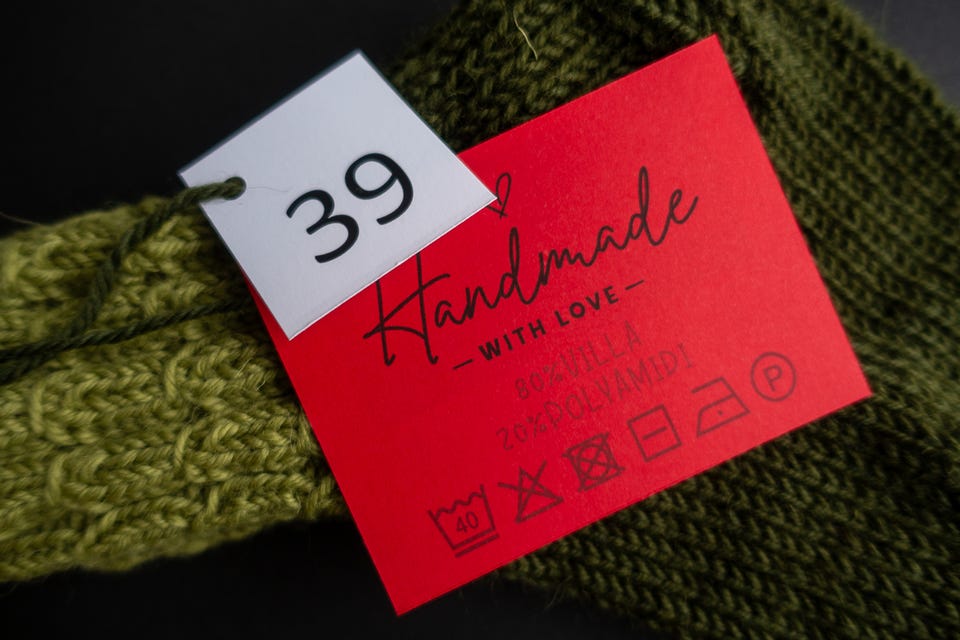 39
Handmade
— WITH LOVE —
80% VILLA
20% POLYAMIDI
40
P